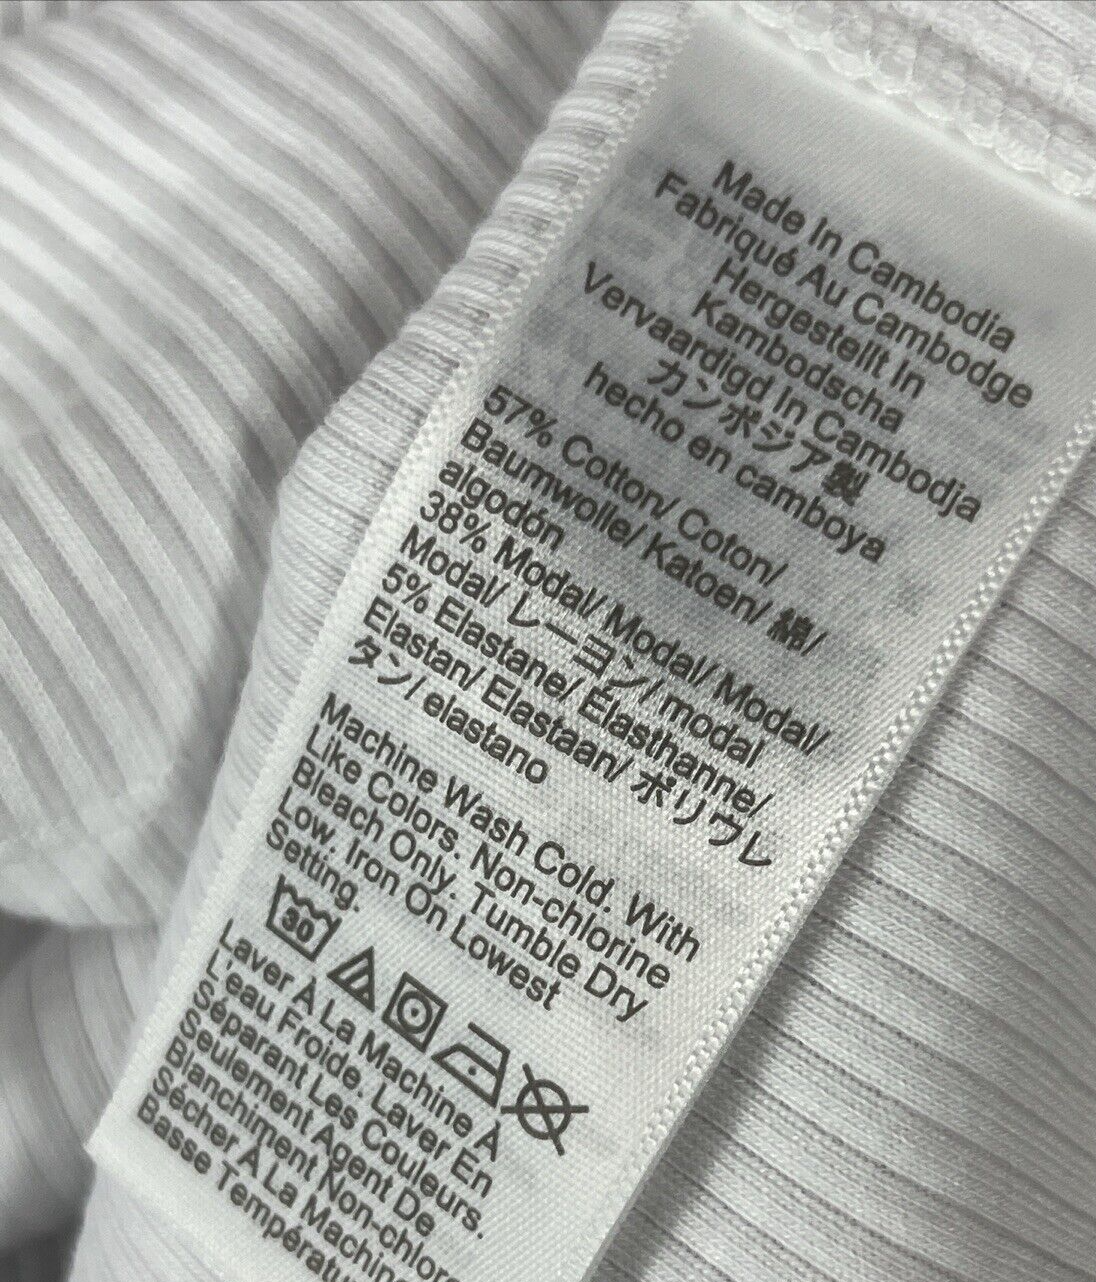 Made In Cambodia
Fabriqué Au Cambodge
Hergestellt In
Kambodscha
Vervaardigd In Cambodja
カンボジア製
hecho en camboya
57% Cotton/ Coton/
Baumwolle/ Katoen/ 綿/
algodón
38% Modal/ Modal/ Modal/
Modal/ レーヨン/ modal
5% Elastane/ Élasthanne/
Elastan/ Elastaan/ ポリウレ
タン/ elastano
Machine Wash Cold. With
Like Colors. Non-chlorine
Bleach Only. Tumble Dry
Low. Iron On Lowest
Setting.
30
Laver À La Machine À
L'eau Froide. Laver En
Séparant Les Couleurs.
Seulement Agent De
Blanchiment Non-chlor
Sécher À La Machin
Basse Températu